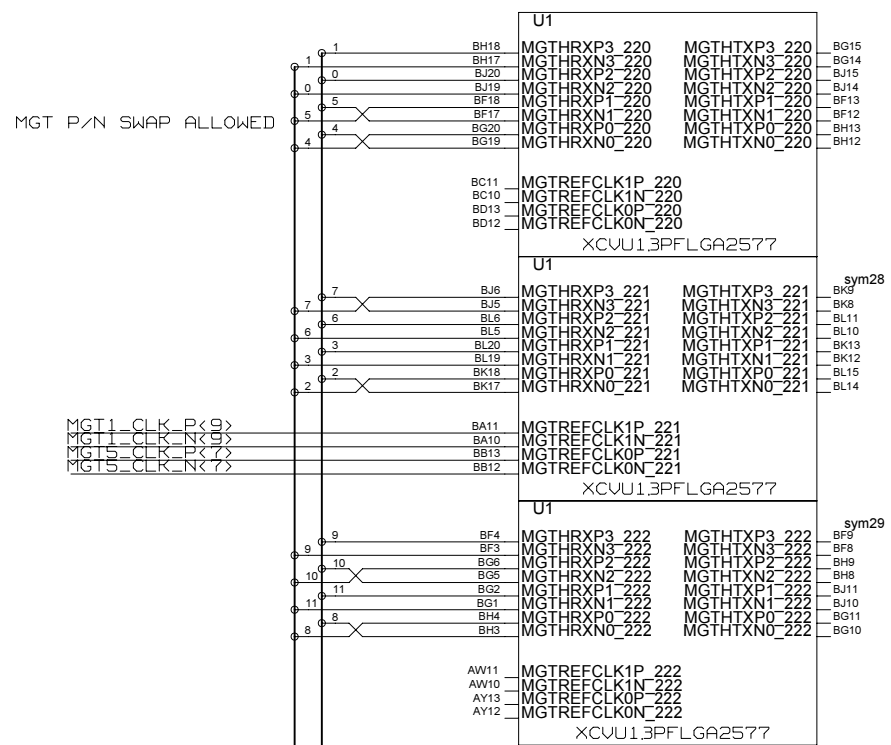 U1
1 BH18 MGTHRXP3_220 MGTHTXP3_220 BG15
1 BH17 MGTHRXN3_220 MGTHTXN3_220 BG14
0 BJ20 MGTHRXP2_220 MGTHTXP2_220 BJ15
0 BJ19 MGTHRXN2_220 MGTHTXN2_220 BJ14
5 BF18 MGTHRXP1_220 MGTHTXP1_220 BF13
MGT P/N SWAP ALLOWED
5 BF17 MGTHRXN1_220 MGTHTXN1_220 BF12
4 BG20 MGTHRXP0_220 MGTHTXP0_220 BH13
4 BG19 MGTHRXN0_220 MGTHTXN0_220 BH12
BC11 MGTREFCLK1P_220
BC10 MGTREFCLK1N_220
BD13 MGTREFCLK0P_220
BD12 MGTREFCLK0N_220
XCVU13PFLGA2577
U1
sym28
7 BJ6 MGTHRXP3_221 MGTHTXP3_221 BK9
7 BJ5 MGTHRXN3_221 MGTHTXN3_221 BK8
6 BL6 MGTHRXP2_221 MGTHTXP2_221 BL11
6 BL5 MGTHRXN2_221 MGTHTXN2_221 BL10
3 BL20 MGTHRXP1_221 MGTHTXP1_221 BK13
3 BL19 MGTHRXN1_221 MGTHTXN1_221 BK12
2 BK18 MGTHRXP0_221 MGTHTXP0_221 BL15
2 BK17 MGTHRXN0_221 MGTHTXN0_221 BL14
MGT1_CLK_P<9> BA11 MGTREFCLK1P_221
MGT1_CLK_N<9> BA10 MGTREFCLK1N_221
MGT5_CLK_P<7> BB13 MGTREFCLK0P_221
MGT5_CLK_N<7> BB12 MGTREFCLK0N_221
XCVU13PFLGA2577
U1
sym29
9 BF4 MGTHRXP3_222 MGTHTXP3_222 BF9
9 BF3 MGTHRXN3_222 MGTHTXN3_222 BF8
10 BG6 MGTHRXP2_222 MGTHTXP2_222 BH9
10 BG5 MGTHRXN2_222 MGTHTXN2_222 BH8
11 BG2 MGTHRXP1_222 MGTHTXP1_222 BJ11
11 BG1 MGTHRXN1_222 MGTHTXN1_222 BJ10
8 BH4 MGTHRXP0_222 MGTHTXP0_222 BG11
8 BH3 MGTHRXN0_222 MGTHTXN0_222 BG10
AW11 MGTREFCLK1P_222
AW10 MGTREFCLK1N_222
AY13 MGTREFCLK0P_222
AY12 MGTREFCLK0N_222
XCVU13PFLGA2577